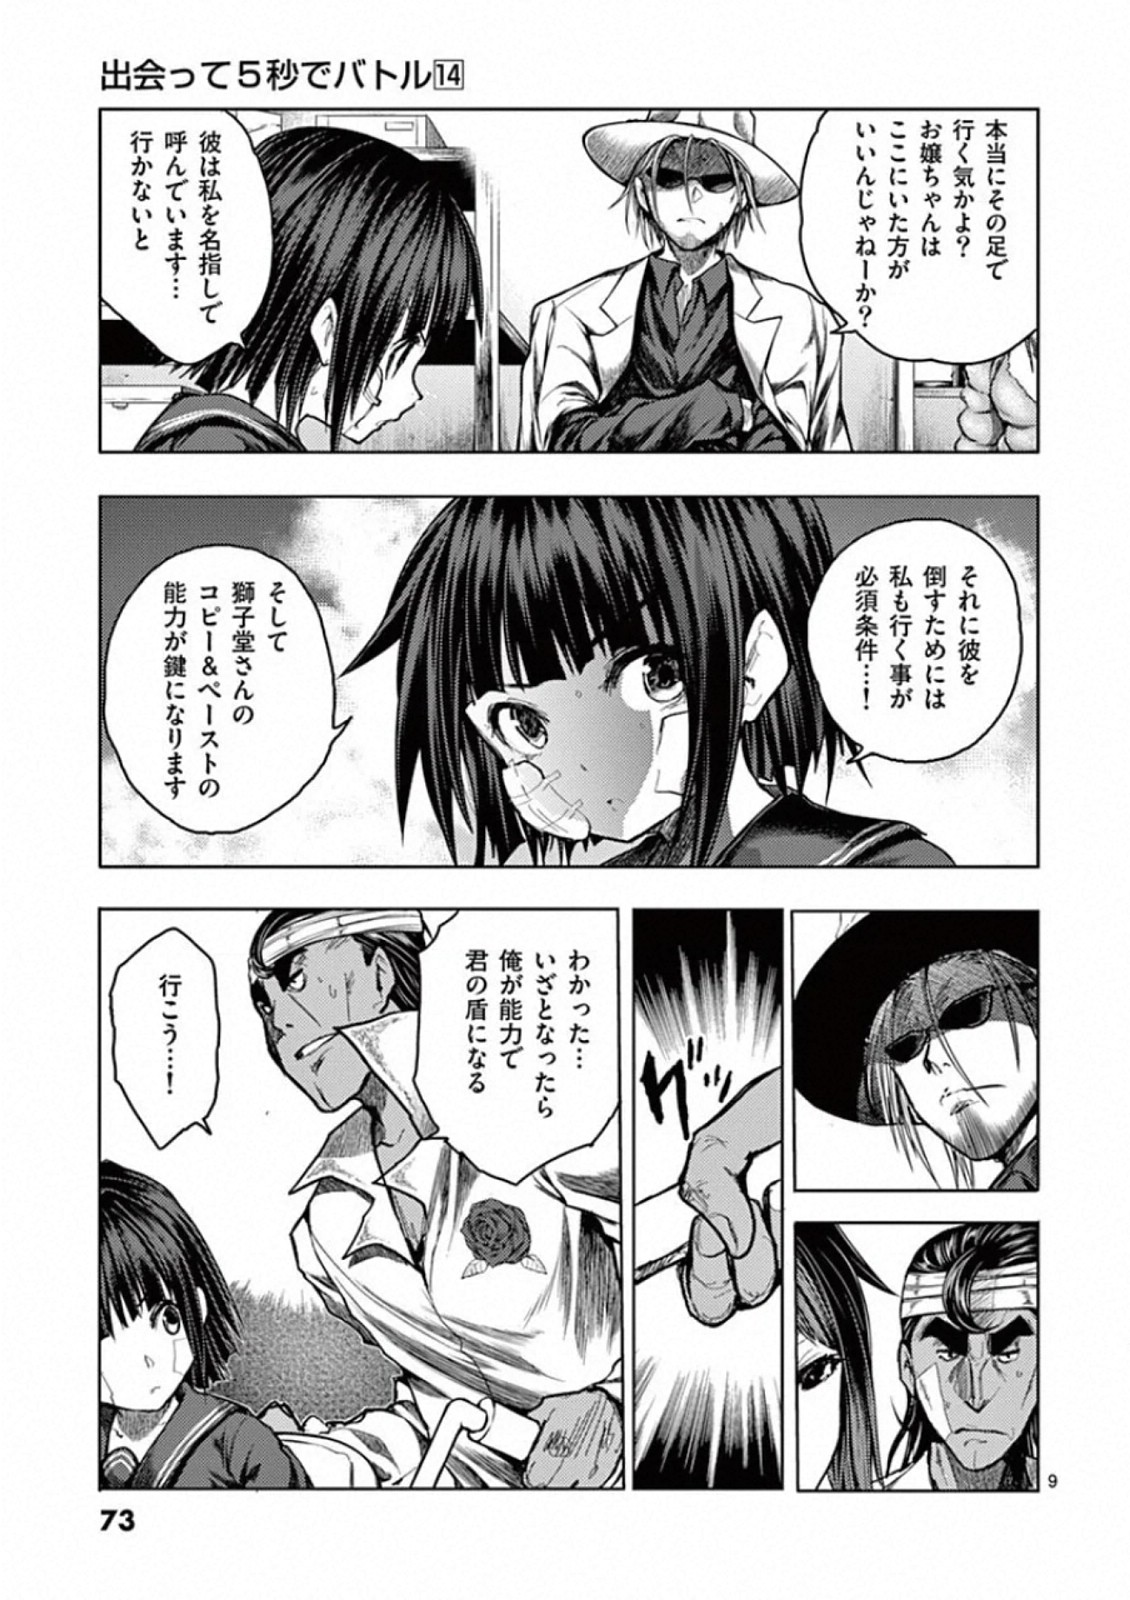 出会って5秒でバトル14
本当にその足で
行く気かよ？
お嬢ちゃんは
ここにいた方が
いいんじゃねーか？
彼は私を名指しで
呼んでいます…
行かないと
それに彼を
倒すためには
私も行く事が
必須条件…！
そして
獅子堂さんの
コピー&ペーストの
能力が鍵になります
グッ
わかった…
いざとなったら
俺が能力で
君の盾になる
行こう……！
9
73